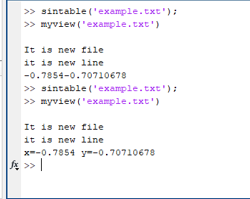 >> sintable('example.txt');
>> myview('example.txt')
It is new file
it is new line
-0.7854-0.70710678
>> sintable('example.txt');
>> myview('example.txt')
It is new file
it is new line
x=-0.7854 y=-0.70710678
fx >>